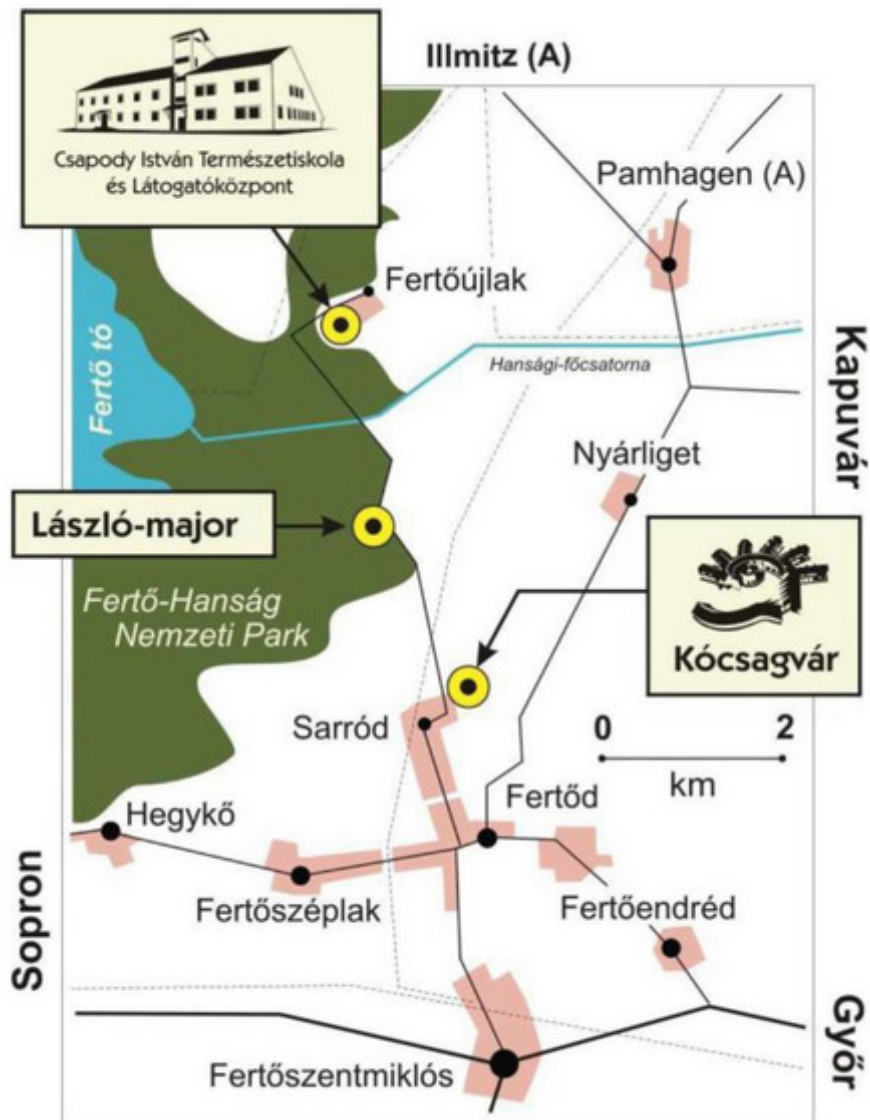 Illmitz (A)
Csapody István Természetiskola
és Látogatóközpont
Pamhagen (A)
Fertőújlak
Fertő tó
Hansági-főcsatorna
Kapuvár
Nyárliget
László-major
Fertő-Hanság
Nemzeti Park
Kócsagvár
Sarród
0 2
km
Fertőd
Hegykő
Fertőszéplak
Fertőendréd
Sopron
Győr
Fertőszentmiklós